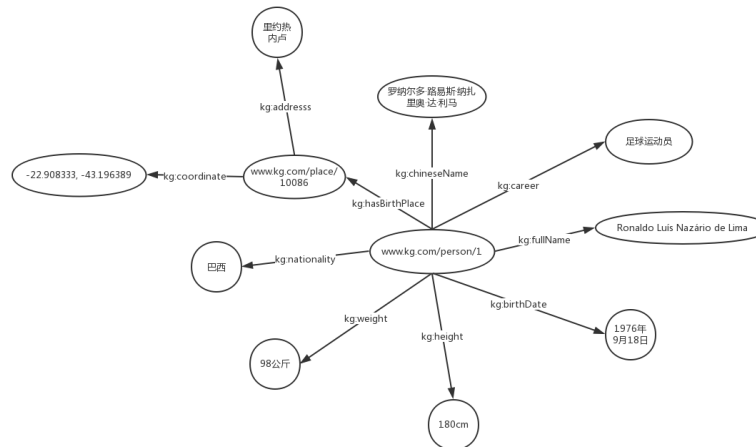 里约热
内卢
罗纳尔多·路易斯·纳扎
里奥·达·利马
足球运动员
kg:addresss
-22.908333, -43.196389
kg:coordinate
www.kg.com/place/
10086
kg:chineseName
kg:career
kg:hasBirthPlace
Ronaldo Luís Nazário de Lima
kg:fullName
www.kg.com/person/1
巴西
kg:nationality
kg:birthDate
kg:weight
kg:height
1976年
9月18日
98公斤
180cm